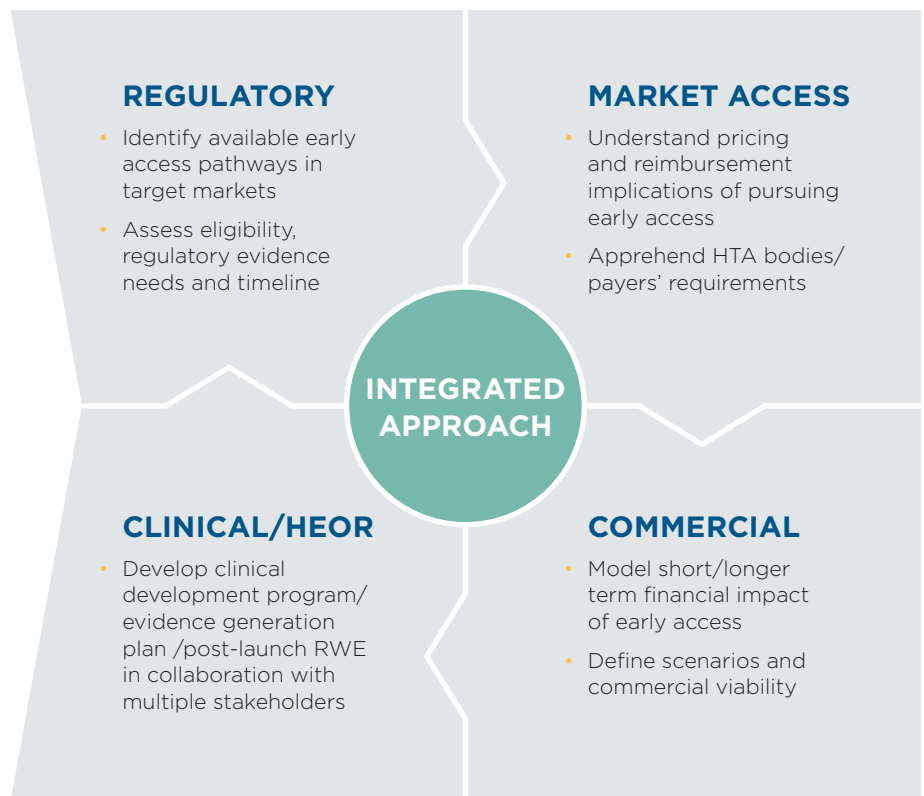 REGULATORY
• Identify available early
access pathways in
target markets
• Assess eligibility,
regulatory evidence
needs and timeline
MARKET ACCESS
• Understand pricing
and reimbursement
implications of pursuing
early access
• Apprehend HTA bodies/
payers’ requirements
INTEGRATED
APPROACH
CLINICAL/HEOR
• Develop clinical
development program/
evidence generation
plan /post-launch RWE
in collaboration with
multiple stakeholders
COMMERCIAL
• Model short/longer
term financial impact
of early access
• Define scenarios and
commercial viability